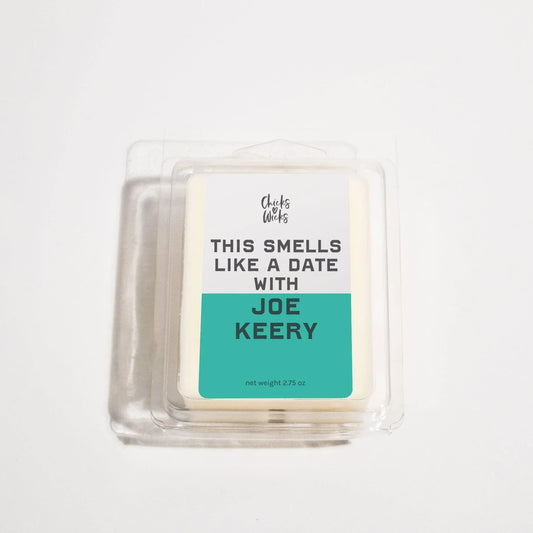 Chicks
Wicks
THIS SMELLS
LIKE A DATE
WITH
JOE
KEERY
net weight 2.75 oz